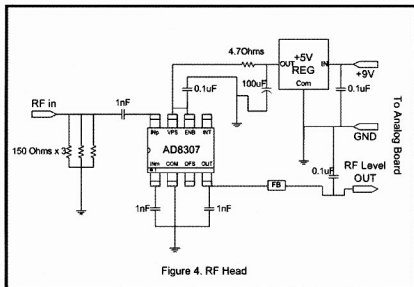 4.7Ohms
OUT
+5V
REG
IN
Com
+9V
0.1uF
100uF
0.1uF
To Analog Board
GND
RF in
1nF
INp
VPS
ENB
INT
AD8307
INm
COM
OFS
OUT
150 Ohms x 3
0.1uF
RF Level
OUT
FB
1nF
1nF
Figure 4. RF Head